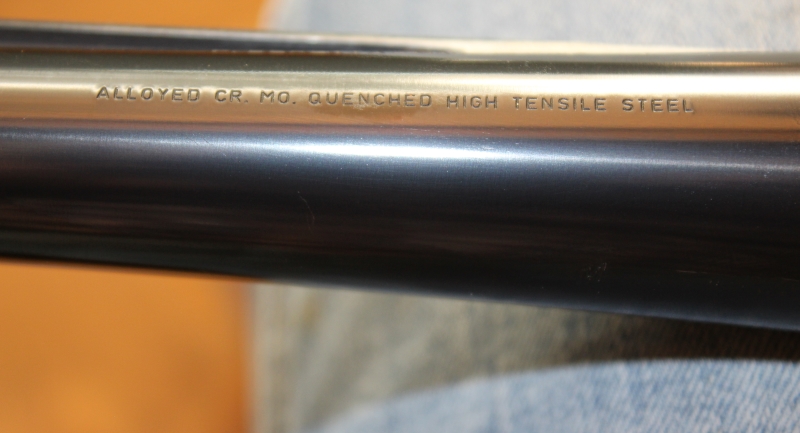 ALLOYED CR. MO. QUENCHED HIGH TENSILE STEEL